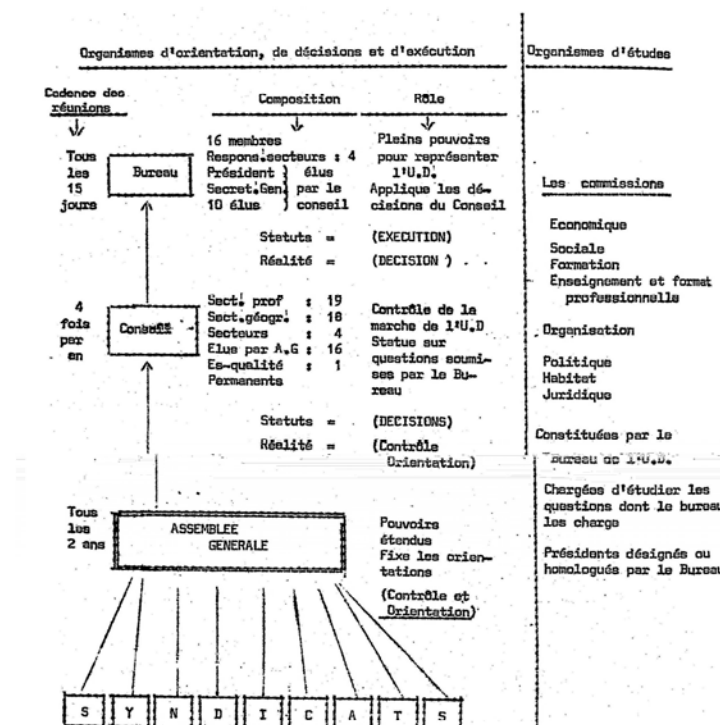 Organismes d'orientation, de décisions et d'exécution
Organismes d'études
Cadence des
réunions
Composition
Rôle
Tous
les
15
jours
Bureau
16 membres
Respons.secteurs : 4
Président } élus
Secret.Gen} par le
10 élus } conseil
Pleins pouvoirs
pour représenter
l'U.D.
Applique les dé-
cisions du Conseil
Statuts = (EXECUTION)
Réalité = (DECISION )
4
fois
par
an
Conseil
Sect. prof : 19
Sect.géogr. : 18
Secteurs : 4
Elus par A.G : 16
Es-qualité : 1
Permanents
Contrôle de la
marche de l'U.D
Statue sur
questions soumi-
ses par le Bu-
reau
Statuts = (DECISIONS)
Réalité = (Contrôle
Orientation)
Tous
les
2 ans
ASSEMBLEE
GENERALE
Pouvoirs
étendus
Fixe les orien-
tations
(Contrôle et
Orientation)
S Y N D I C A T S
Les commissions
Economique
Sociale
Formation
Enseignement et format
professionnelle
Organisation
Politique
Habitat
Juridique
Constituées par le
Bureau de l'U.D.
Chargées d'étudier les
questions dont le bureau
les charge
Présidents désignés ou
homologués par le Bureau